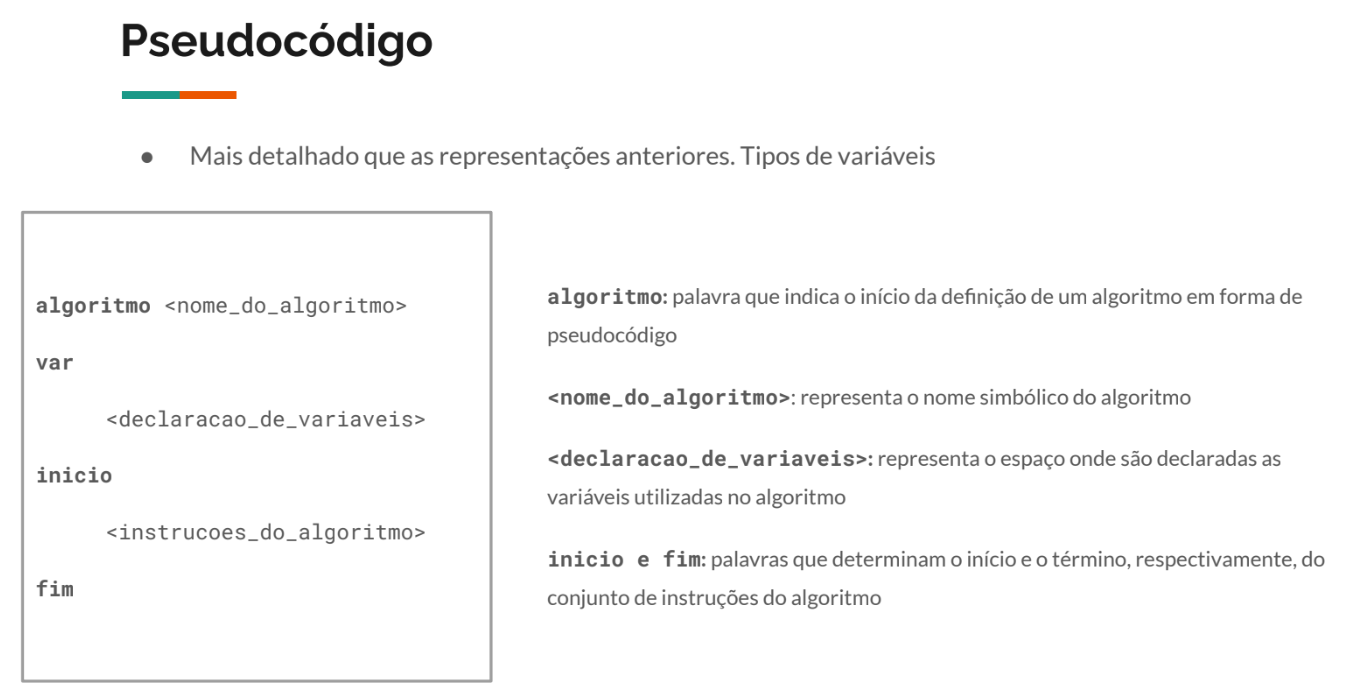 Pseudocódigo
● Mais detalhado que as representações anteriores. Tipos de variáveis
algoritmo <nome_do_algoritmo>
var
<declaracao_de_variaveis>
inicio
<instrucoes_do_algoritmo>
fim
algoritmo: palavra que indica o início da definição de um algoritmo em forma de
pseudocódigo
<nome_do_algoritmo>: representa o nome simbólico do algoritmo
<declaracao_de_variaveis>: representa o espaço onde são declaradas as
variáveis utilizadas no algoritmo
inicio e fim: palavras que determinam o início e o término, respectivamente, do
conjunto de instruções do algoritmo